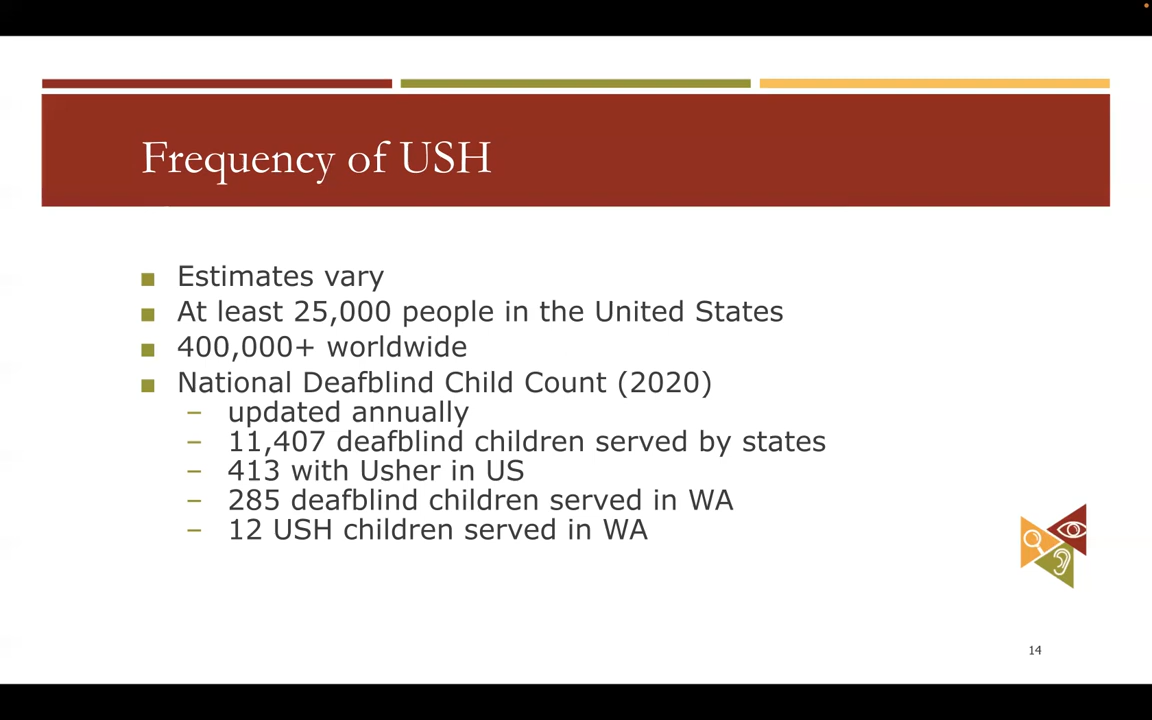 Frequency of USH
■ Estimates vary
■ At least 25,000 people in the United States
■ 400,000+ worldwide
■ National Deafblind Child Count (2020)
– updated annually
– 11,407 deafblind children served by states
– 413 with Usher in US
– 285 deafblind children served in WA
– 12 USH children served in WA
14